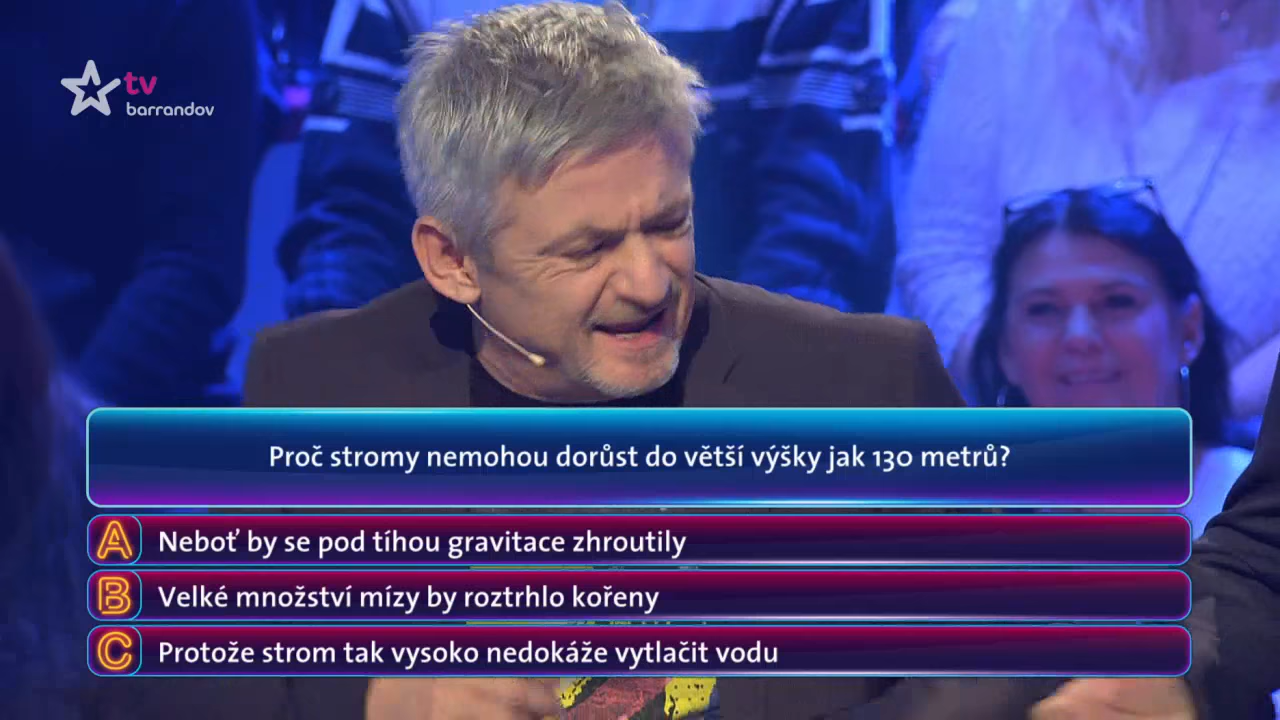 tv
barrandov
Proč stromy nemohou dorůst do větší výšky jak 130 metrů?
A Neboť by se pod tíhou gravitace zhroutily
B Velké množství mízy by roztrhlo kořeny
C Protože strom tak vysoko nedokáže vytlačit vodu